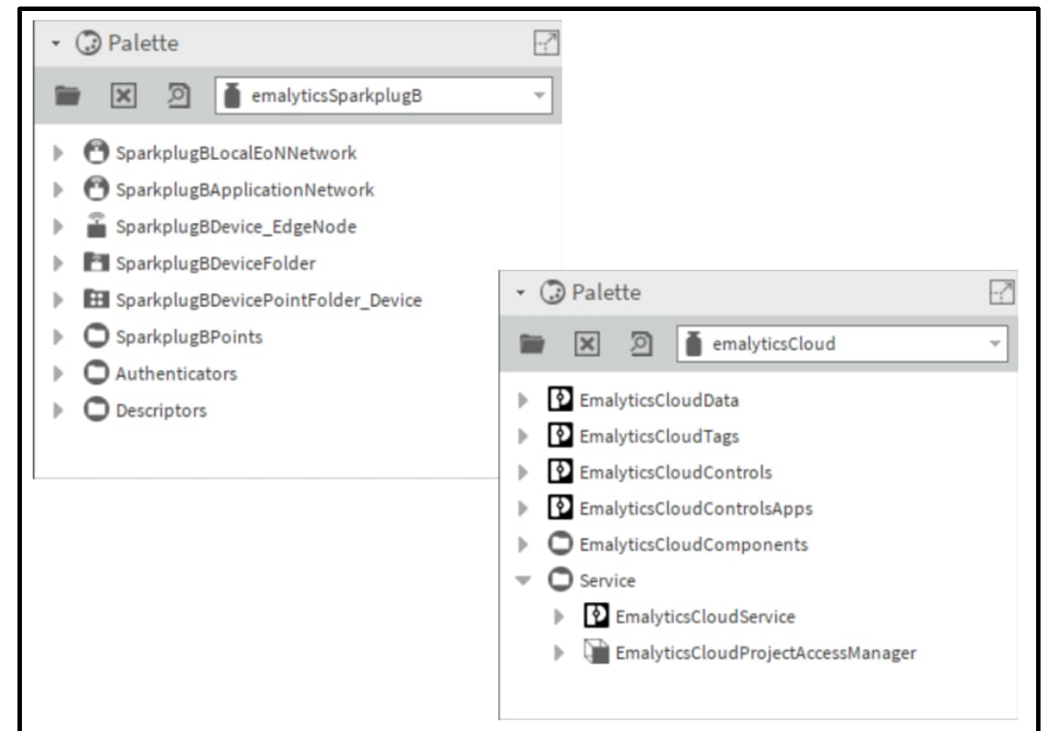 Palette
emalyticsSparkplugB
SparkplugBLocalEoNNetwork
SparkplugBApplicationNetwork
SparkplugBDevice_EdgeNode
SparkplugBDeviceFolder
SparkplugBDevicePointFolder_Device
SparkplugBPoints
Authenticators
Descriptors
Palette
emalyticsCloud
EmalyticsCloudData
EmalyticsCloudTags
EmalyticsCloudControls
EmalyticsCloudControlsApps
EmalyticsCloudComponents
Service
EmalyticsCloudService
EmalyticsCloudProjectAccessManager